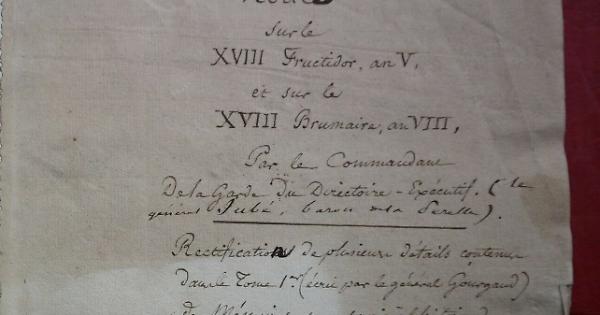 sur le
XVIII Fructidor, an V,
et sur le
XVIII Brumaire, an VIII,
Par le Commandant
De la Garde Du Directoire-Exécutif. (le
général Jubé, baron de la Perelle).
Rectifications de plusieurs détails contenus
dans le Tome 1er (écrit par le général Gourgaud)